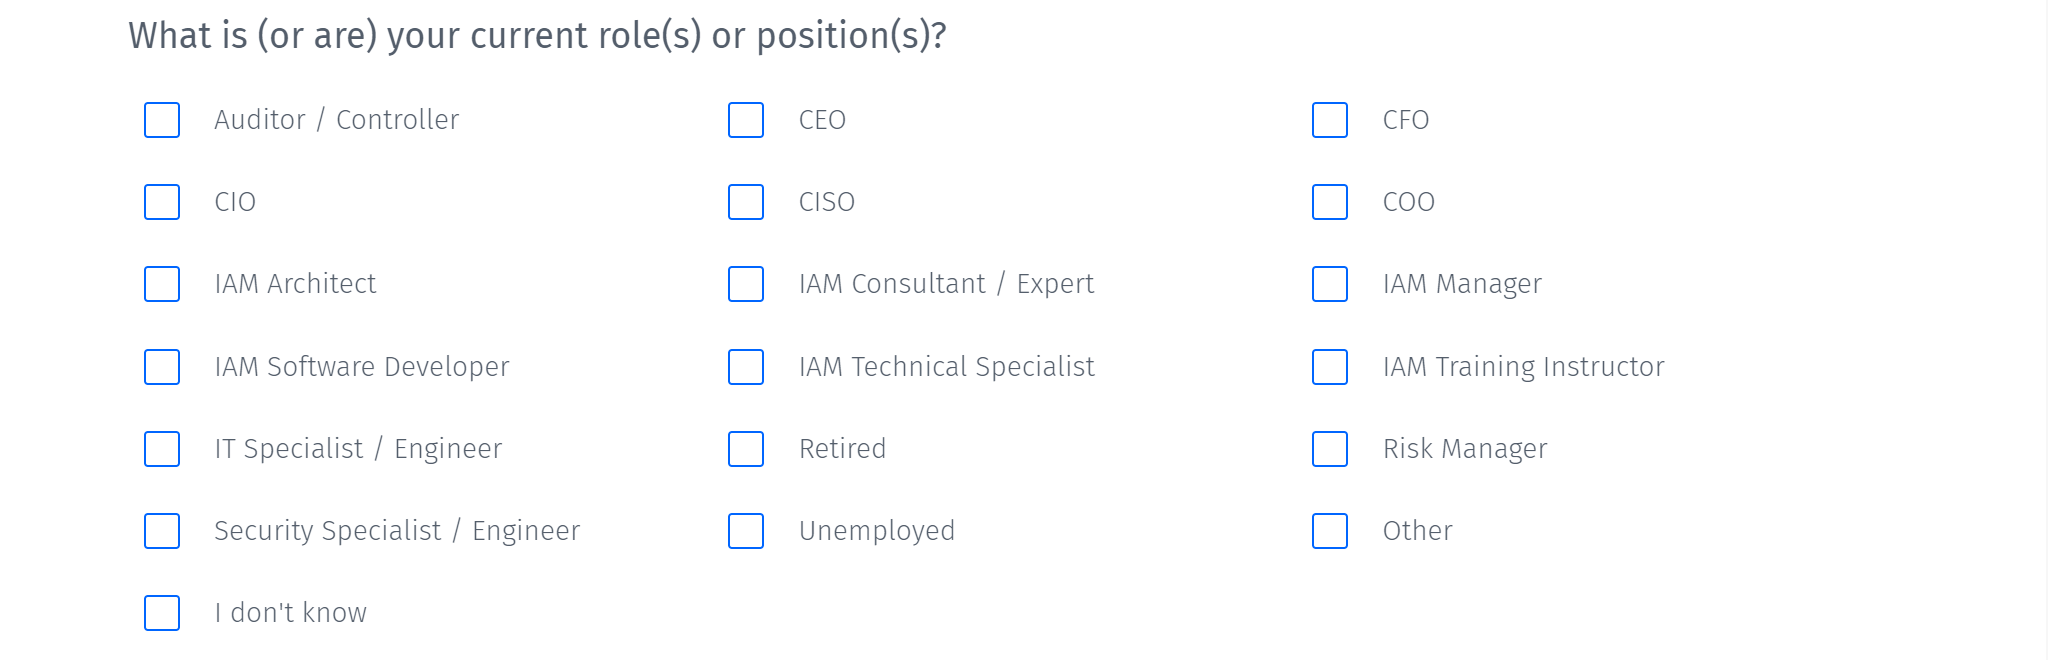 What is (or are) your current role(s) or position(s)?
Auditor / Controller
CEO
CFO
CIO
CISO
COO
IAM Architect
IAM Consultant / Expert
IAM Manager
IAM Software Developer
IAM Technical Specialist
IAM Training Instructor
IT Specialist / Engineer
Retired
Risk Manager
Security Specialist / Engineer
Unemployed
Other
I don't know